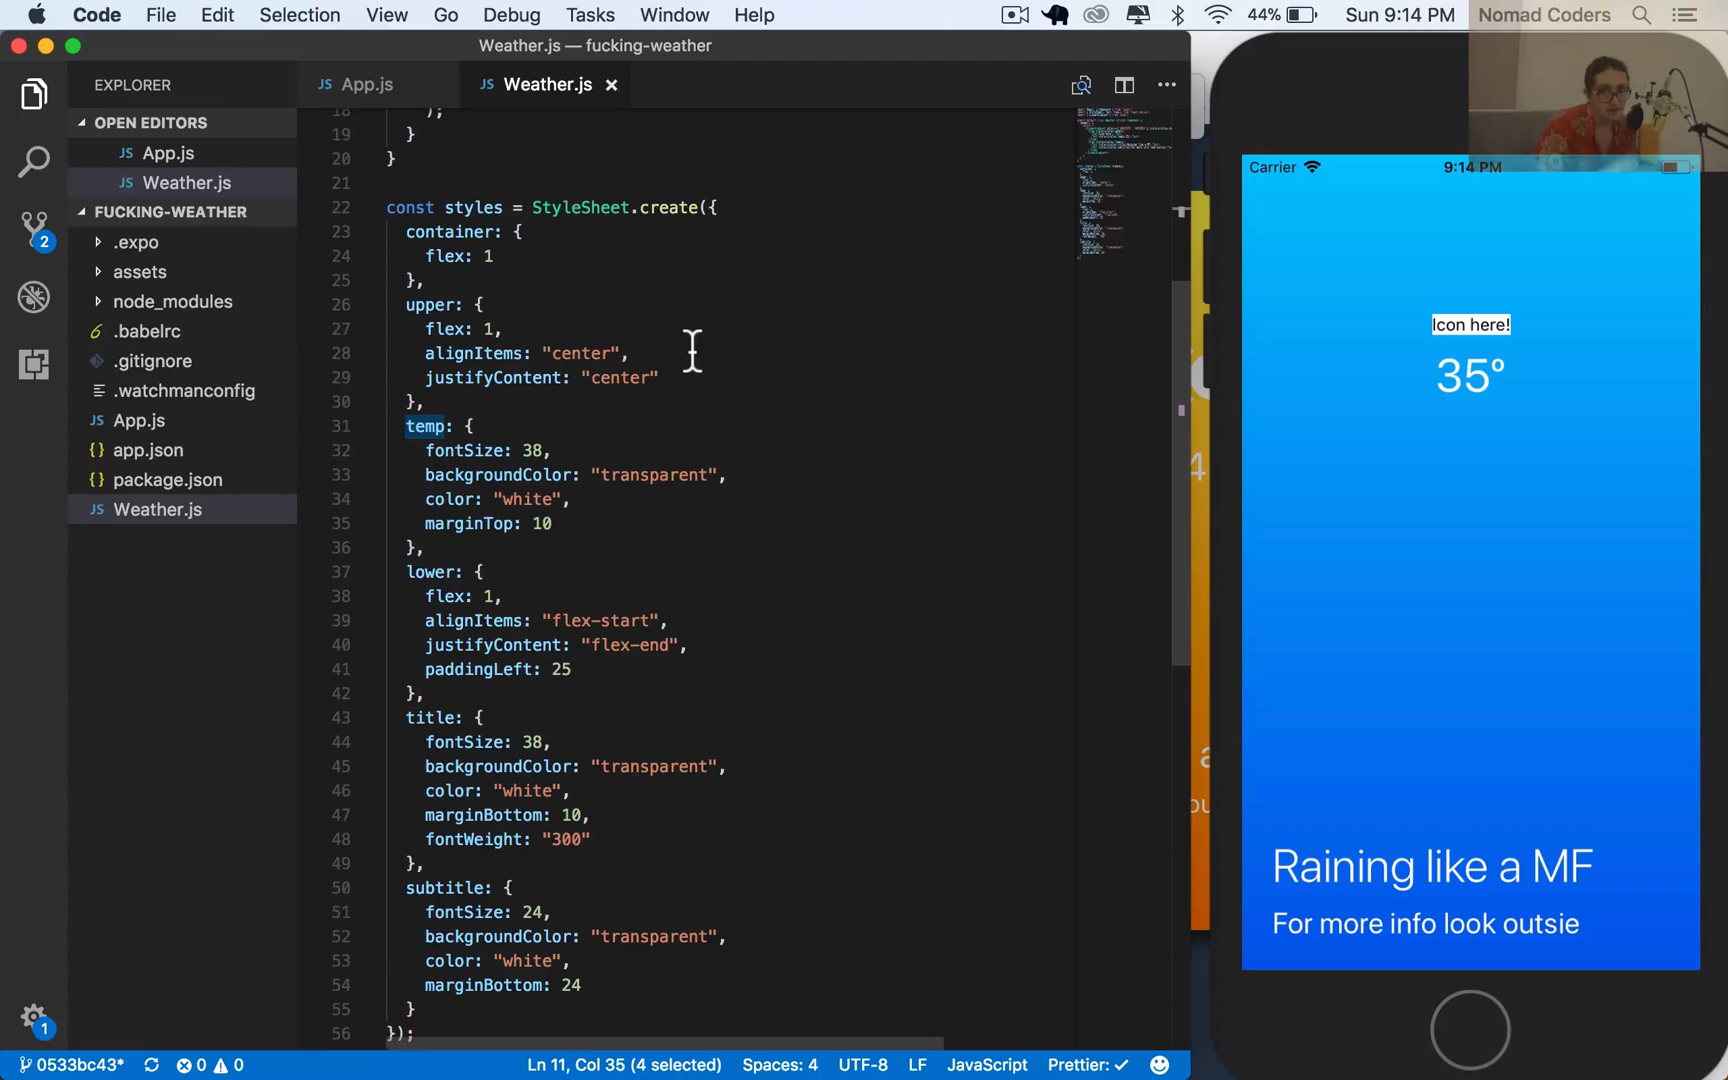 Code File Edit Selection View Go Debug Tasks Window Help 44% Sun 9:14 PM Nomad Coders
Weather.js — fucking-weather
EXPLORER
JS App.js
JS Weather.js ×
OPEN EDITORS
JS App.js
JS Weather.js
FUCKING-WEATHER
.expo
assets
node_modules
6 .babelrc
.gitignore
.watchmanconfig
JS App.js
{} app.json
{} package.json
JS Weather.js
2
1
18 );
19 }
20 }
21
22 const styles = StyleSheet.create({
23 container: {
24 flex: 1
25 },
26 upper: {
27 flex: 1,
28 alignItems: "center",
29 justifyContent: "center"
30 },
31 temp: {
32 fontSize: 38,
33 backgroundColor: "transparent",
34 color: "white",
35 marginTop: 10
36 },
37 lower: {
38 flex: 1,
39 alignItems: "flex-start",
40 justifyContent: "flex-end",
41 paddingLeft: 25
42 },
43 title: {
44 fontSize: 38,
45 backgroundColor: "transparent",
46 color: "white",
47 marginBottom: 10,
48 fontWeight: "300"
49 },
50 subtitle: {
51 fontSize: 24,
52 backgroundColor: "transparent",
53 color: "white",
54 marginBottom: 24
55 }
56 });
Carrier 9:14 PM
Icon here!
35°
Raining like a MF
For more info look outsie
0533bc43* 0 0 Ln 11, Col 35 (4 selected) Spaces: 4 UTF-8 LF JavaScript Prettier: ✓